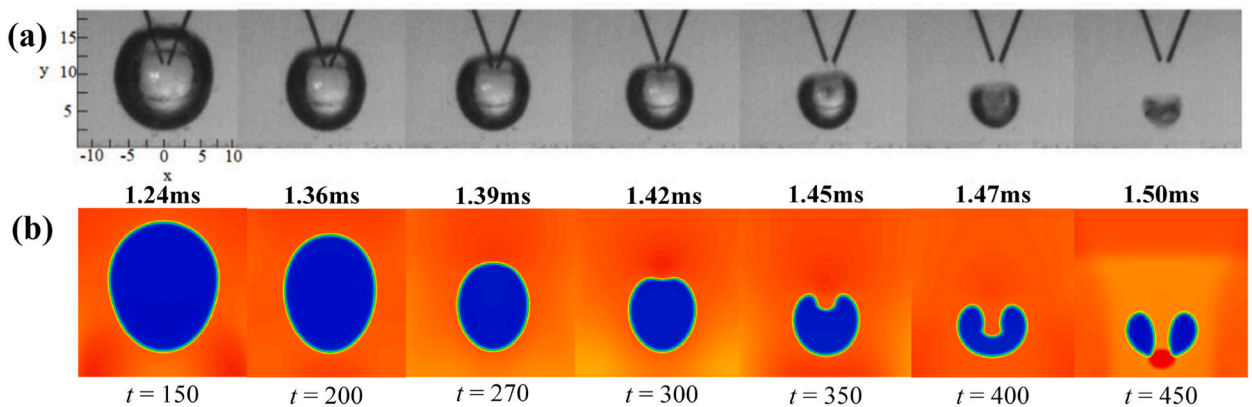 (a)
15
y
10
5
-10 -5 0 5 10
x
1.24ms 1.36ms 1.39ms 1.42ms 1.45ms 1.47ms 1.50ms
(b)
t = 150 t = 200 t = 270 t = 300 t = 350 t = 400 t = 450